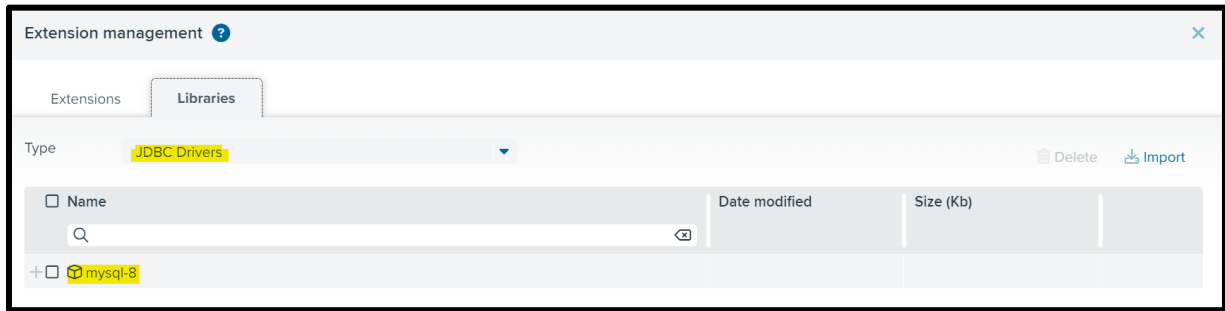 Extension management ?
Extensions Libraries
Type JDBC Drivers Delete Import
Name Date modified Size (Kb)
mysql-8